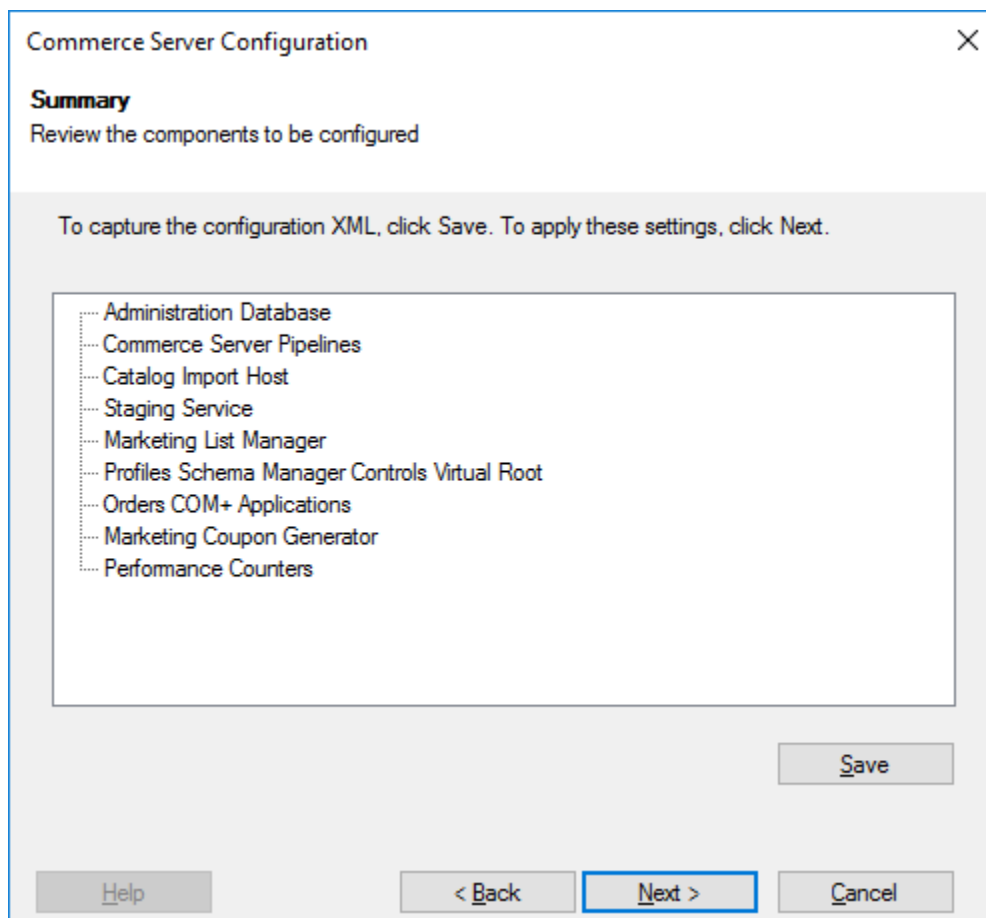 Commerce Server Configuration
Summary
Review the components to be configured
To capture the configuration XML, click Save. To apply these settings, click Next.
Administration Database
Commerce Server Pipelines
Catalog Import Host
Staging Service
Marketing List Manager
Profiles Schema Manager Controls Virtual Root
Orders COM+ Applications
Marketing Coupon Generator
Performance Counters
Save
Help
< Back
Next >
Cancel